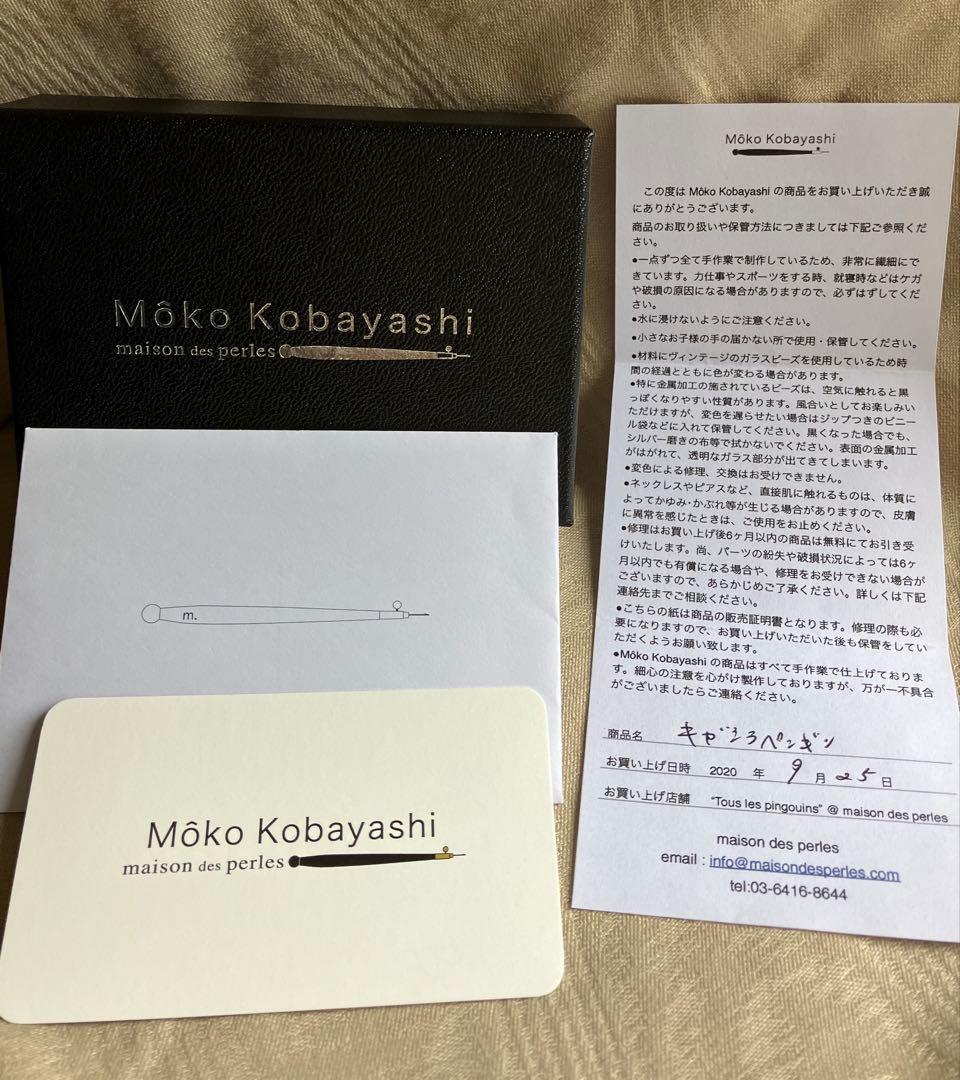 Môko Kobayashi
maison des perles
m.
Môko Kobayashi
maison des perles
Môko Kobayashi
この度は Môko Kobayashi の商品をお買い上げいただき誠
にありがとうございます。
商品のお取り扱いや保管方法につきましては下記ご参照くだ
さい。
●一点ずつ全て手作業で制作しているため、非常に繊細にで
きています。力仕事やスポーツをする時、就寝時などはケガ
や破損の原因になる場合がありますので、必ずはずしてくだ
さい。
●水に浸けないようにご注意ください。
●小さなお子様の手の届かない所で使用・保管してください。
●材料にヴィンテージのガラスビーズを使用しているため時
間の経過とともに色が変わる場合があります。
●特に金属加工の施されているビーズは、空気に触れると黒
っぽくなりやすい性質があります。風合いとしてお楽しみい
ただけますが、変色を遅らせたい場合はジップつきのビニー
ル袋などに入れて保管してください。黒くなった場合でも、
シルバー磨きの布等で拭かないでください。表面の金属加工
がはがれて、透明なガラス部分が出てきてしまいます。
●変色による修理、交換はお受けできません。
●ネックレスやピアスなど、直接肌に触れるものは、体質に
よってかゆみ・かぶれ等が生じる場合がありますので、皮膚
に異常を感じたときは、ご使用をお止めください。
●修理はお買い上げ後6ヶ月以内の商品は無料にてお引き受
けいたします。尚、パーツの紛失や破損状況によっては6ヶ
月以内でも有償になる場合や、修理をお受けできない場合が
ございますので、あらかじめご了承ください。詳しくは下記
連絡先までご相談ください。
●こちらの紙は商品の販売証明書となります。修理の際も必
要になりますので、お買い上げいただいた後も保管をしてい
ただくようお願い致します。
●Môko Kobayashi の商品はすべて手作業で仕上げておりま
す。細心の注意を心がけ製作しておりますが、万が一不具合
がございましたらご連絡ください。
商品名 キャシーペンギン
お買い上げ日時 2020 年 9 月 25 日
お買い上げ店舗 "Tous les pingouins" @ maison des perles
maison des perles
email : info@maisondesperles.com
tel:03-6416-8644